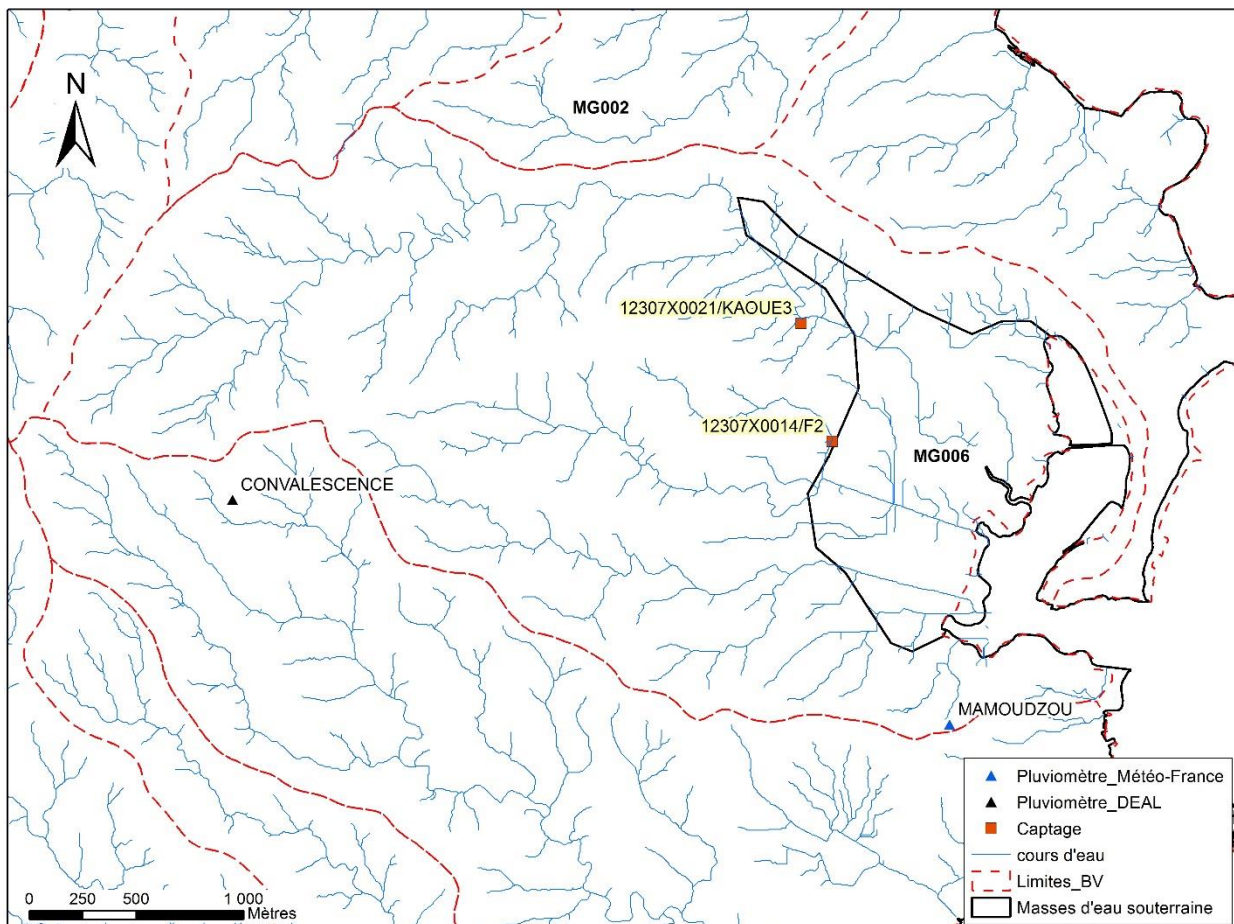 MG002
N
12307X0021/KAOUE3
12307X0014/F2
MG006
CONVALESCENCE
MAMOUDZOU
Pluviomètre_Météo-France
Pluviomètre_DEAL
Captage
cours d'eau
Limites_BV
Masses d'eau souterraine
0 250 500 1 000
Mètres